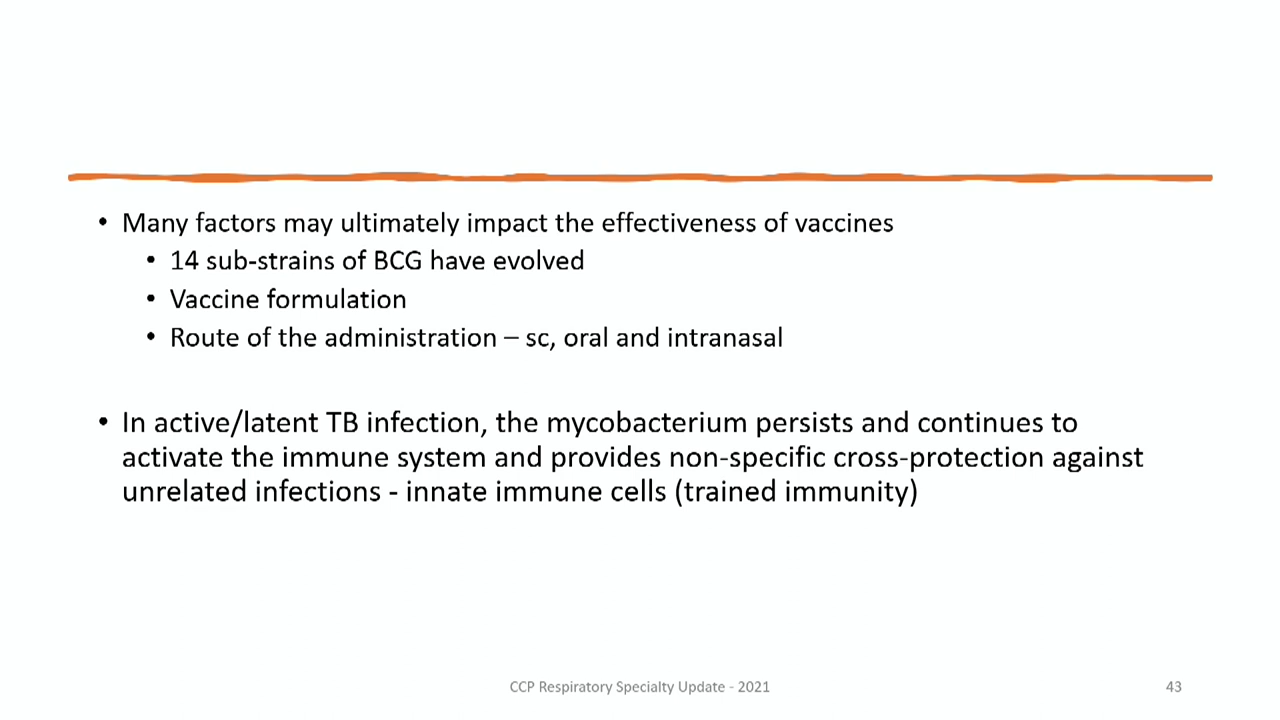 • Many factors may ultimately impact the effectiveness of vaccines
• 14 sub-strains of BCG have evolved
• Vaccine formulation
• Route of the administration – sc, oral and intranasal
• In active/latent TB infection, the mycobacterium persists and continues to
activate the immune system and provides non-specific cross-protection against
unrelated infections - innate immune cells (trained immunity)
CCP Respiratory Specialty Update - 2021
43